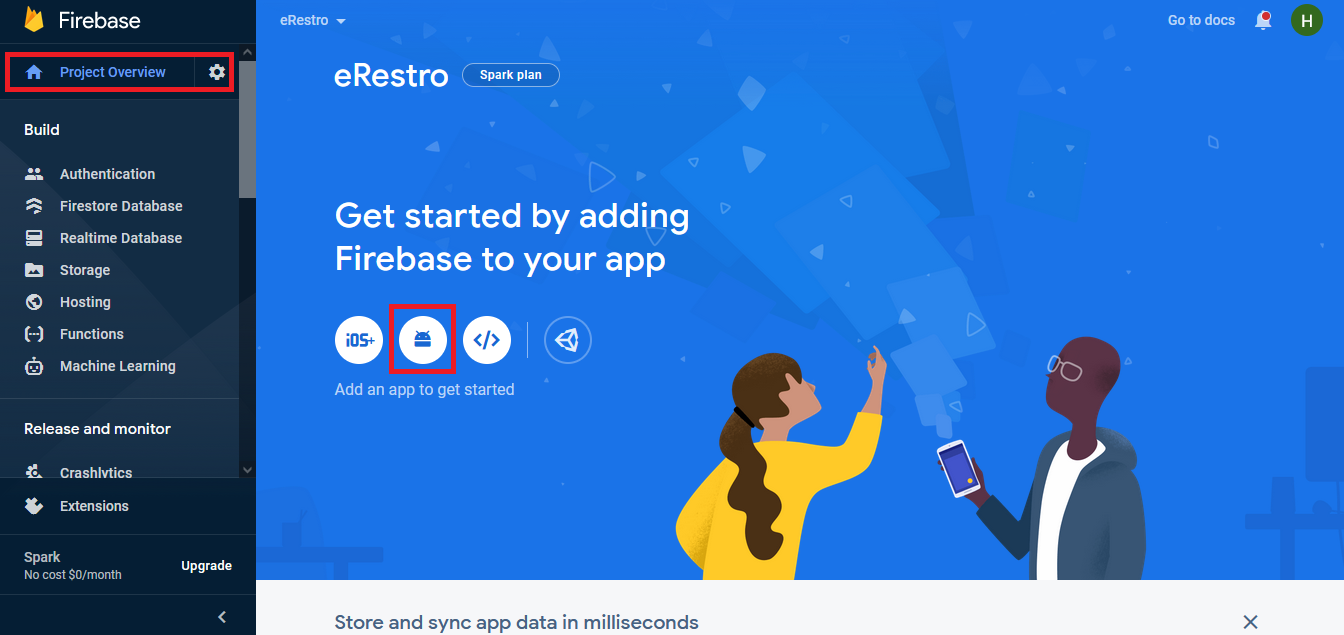 Firebase
Project Overview
Build
Authentication
Firestore Database
Realtime Database
Storage
Hosting
Functions
Machine Learning
Release and monitor
Crashlytics
Extensions
Spark
No cost $0/month
Upgrade
eRestro
Go to docs
H
eRestro
Spark plan
Get started by adding
Firebase to your app
iOS+
Add an app to get started
Store and sync app data in milliseconds